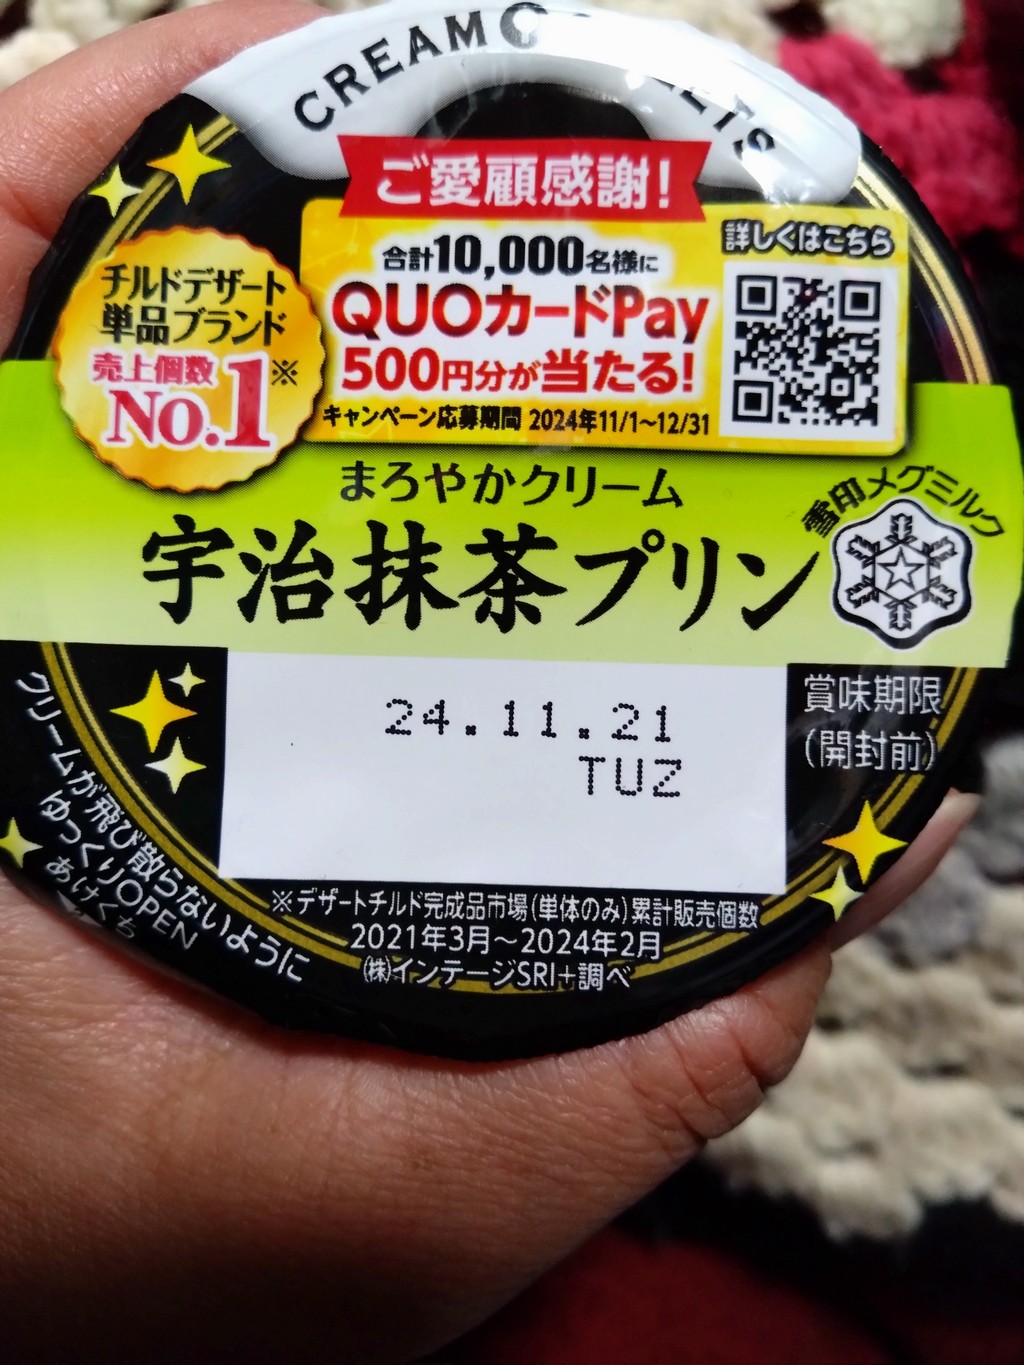 CREAM
ご愛顧感謝!
合計10,000名様に
QUOカードPay
500円分が当たる!
キャンペーン応募期間 2024年11/1~12/31
詳しくはこちら
チルドデザート
単品ブランド
売上個数
No.1※
まろやかクリーム
宇治抹茶プリン
雪印メグミルク
24.11.21
TUZ
賞味期限
(開封前)
クリームが飛び散らないように
ゆっくりOPEN
あけくち
※デザートチルド完成品市場(単体のみ)累計販売個数
2021年3月~2024年2月
㈱インテージSRI+調べ